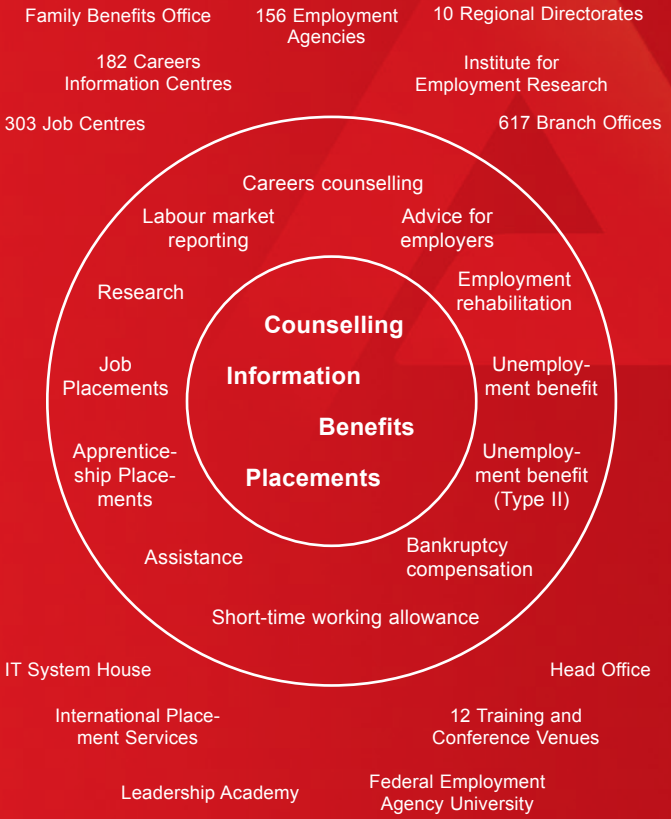 Family Benefits Office
156 Employment
Agencies
10 Regional Directorates
182 Careers
Information Centres
Institute for
Employment Research
303 Job Centres
617 Branch Offices
Careers counselling
Labour market
reporting
Advice for
employers
Research
Employment
rehabilitation
Counselling
Information
Benefits
Placements
Job
Placements
Unemploy-
ment benefit
Apprentice-
ship Place-
ments
Unemploy-
ment benefit
(Type II)
Assistance
Bankruptcy
compensation
Short-time working allowance
IT System House
Head Office
International Place-
ment Services
12 Training and
Conference Venues
Leadership Academy
Federal Employment
Agency University